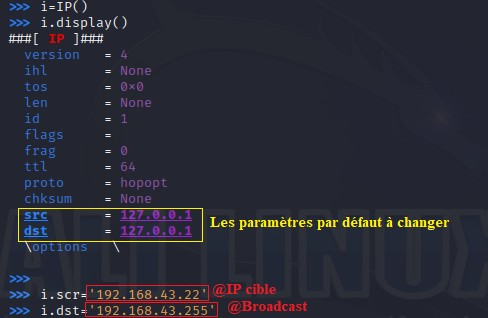 >>> i=IP()
>>> i.display()
###[ IP ]###
version = 4
ihl = None
tos = 0×0
len = None
id = 1
flags =
frag = 0
ttl = 64
proto = hopopt
chksum = None
src = 127.0.0.1
dst = 127.0.0.1
Les paramètres par défaut à changer
\options \
>>>
>>> i.scr='192.168.43.22' @IP cible
>>> i.dst='192.168.43.255' @Broadcast